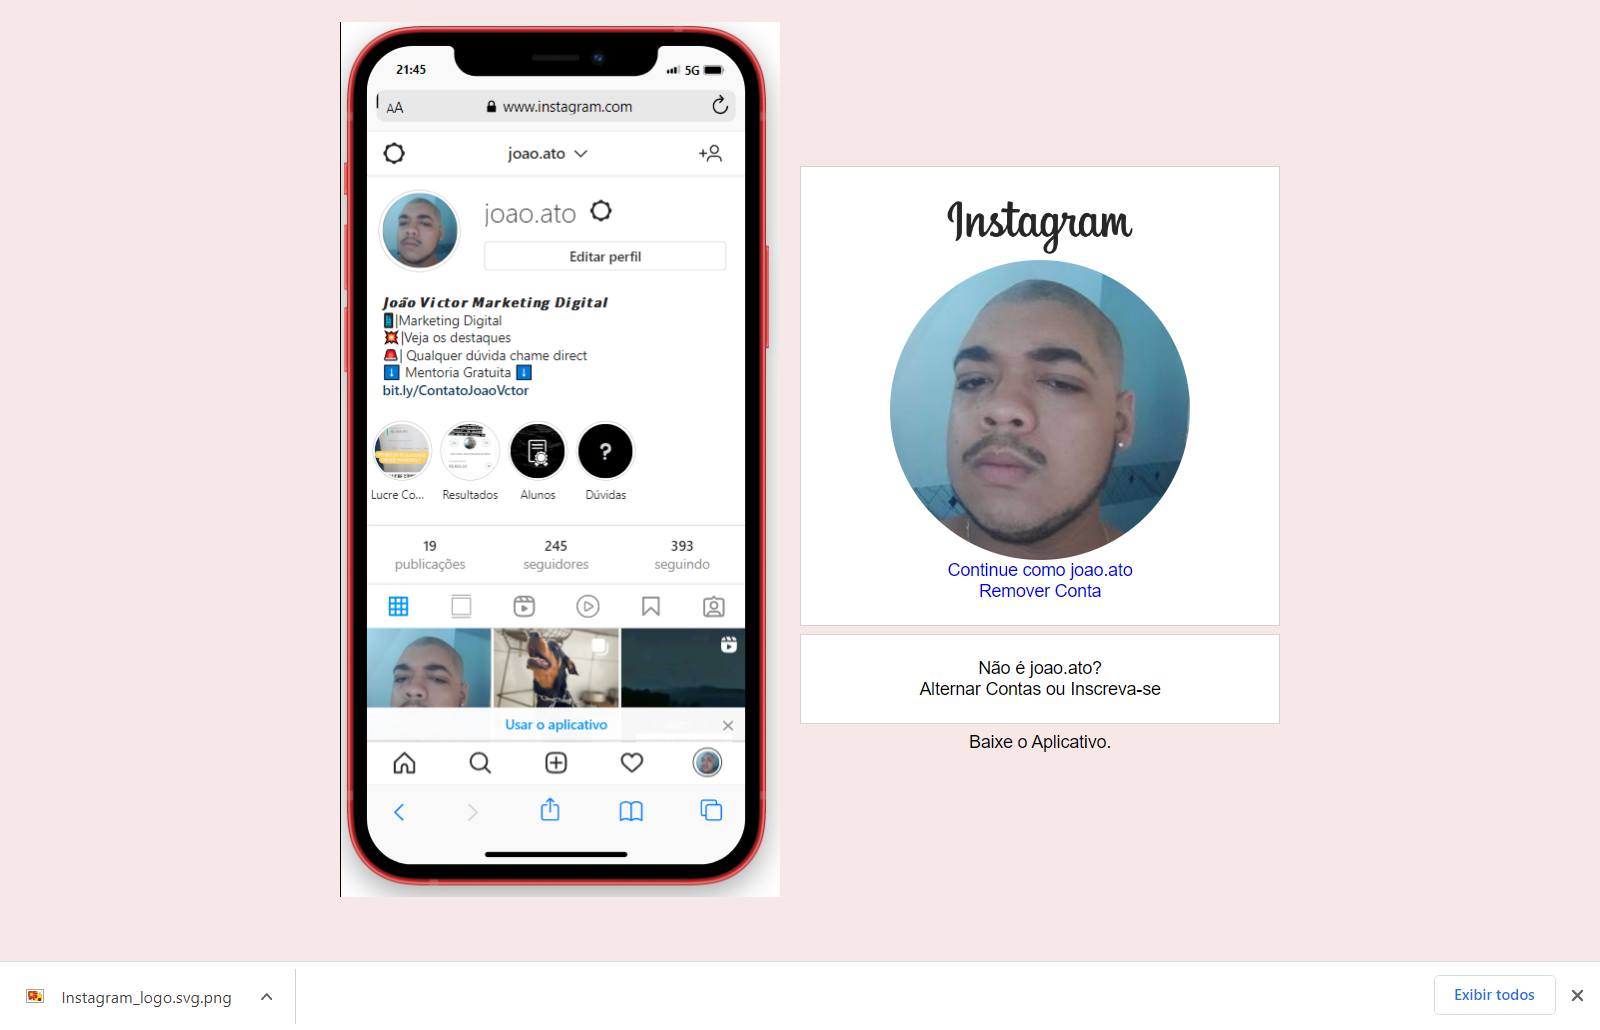 21:45
5G
AA
www.instagram.com
joao.ato
joao.ato
Editar perfil
João Victor Marketing Digital
|Marketing Digital
|Veja os destaques
| Qualquer dúvida chame direct
Mentoria Gratuita
bit.ly/ContatoJoaoVctor
?
Lucre Co...
Resultados
Alunos
Dúvidas
19
publicações
245
seguidores
393
seguindo
Usar o aplicativo
Instagram
Continue como joao.ato
Remover Conta
Não é joao.ato?
Alternar Contas ou Inscreva-se
Baixe o Aplicativo.
Instagram_logo.svg.png
Exibir todos